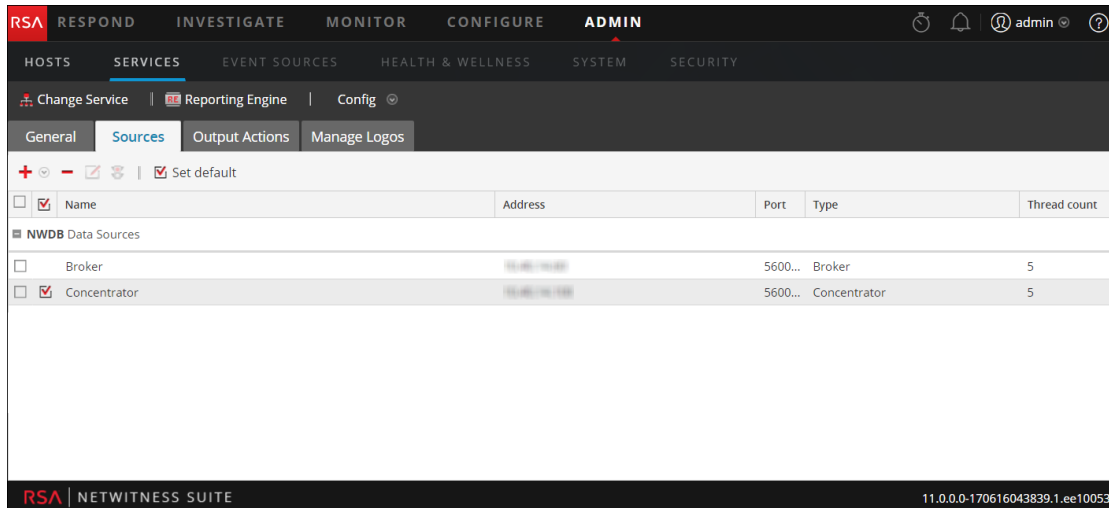 RSA RESPOND INVESTIGATE MONITOR CONFIGURE ADMIN admin ?
HOSTS SERVICES EVENT SOURCES HEALTH & WELLNESS SYSTEM SECURITY
Change Service RE Reporting Engine Config
General Sources Output Actions Manage Logos
Set default
Name Address Port Type Thread count
NWDB Data Sources
Broker 5600... Broker 5
Concentrator 5600... Concentrator 5
RSA NETWITNESS SUITE 11.0.0.0-170616043839.1.ee10053